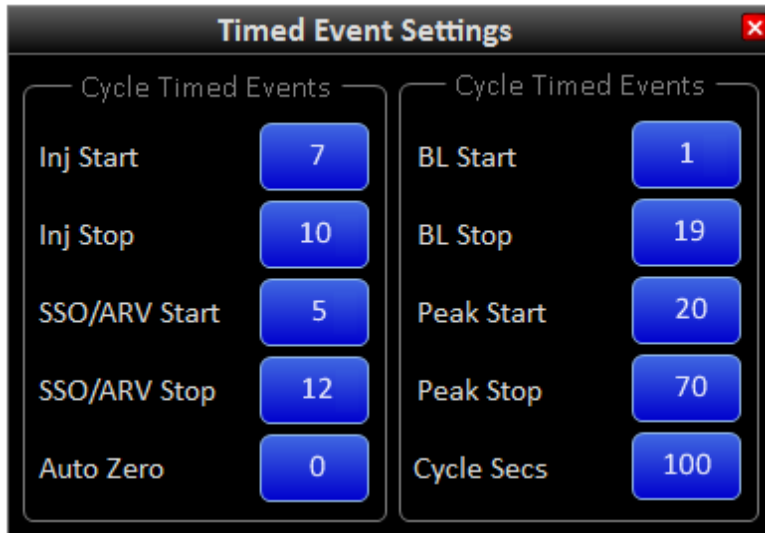 Timed Event Settings
Cycle Timed Events
Inj Start 7
Inj Stop 10
SSO/ARV Start 5
SSO/ARV Stop 12
Auto Zero 0
Cycle Timed Events
BL Start 1
BL Stop 19
Peak Start 20
Peak Stop 70
Cycle Secs 100